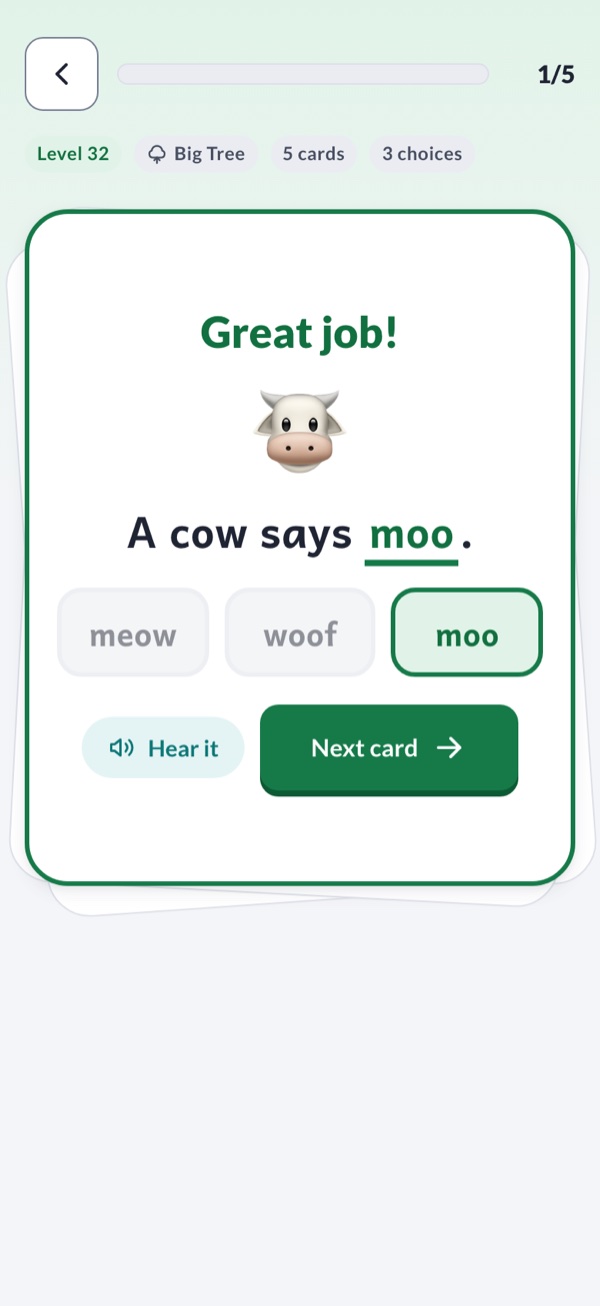 1/5
Level 32
Big Tree
5 cards
3 choices
Great job!
A cow says moo.
meow
woof
moo
Hear it
Next card